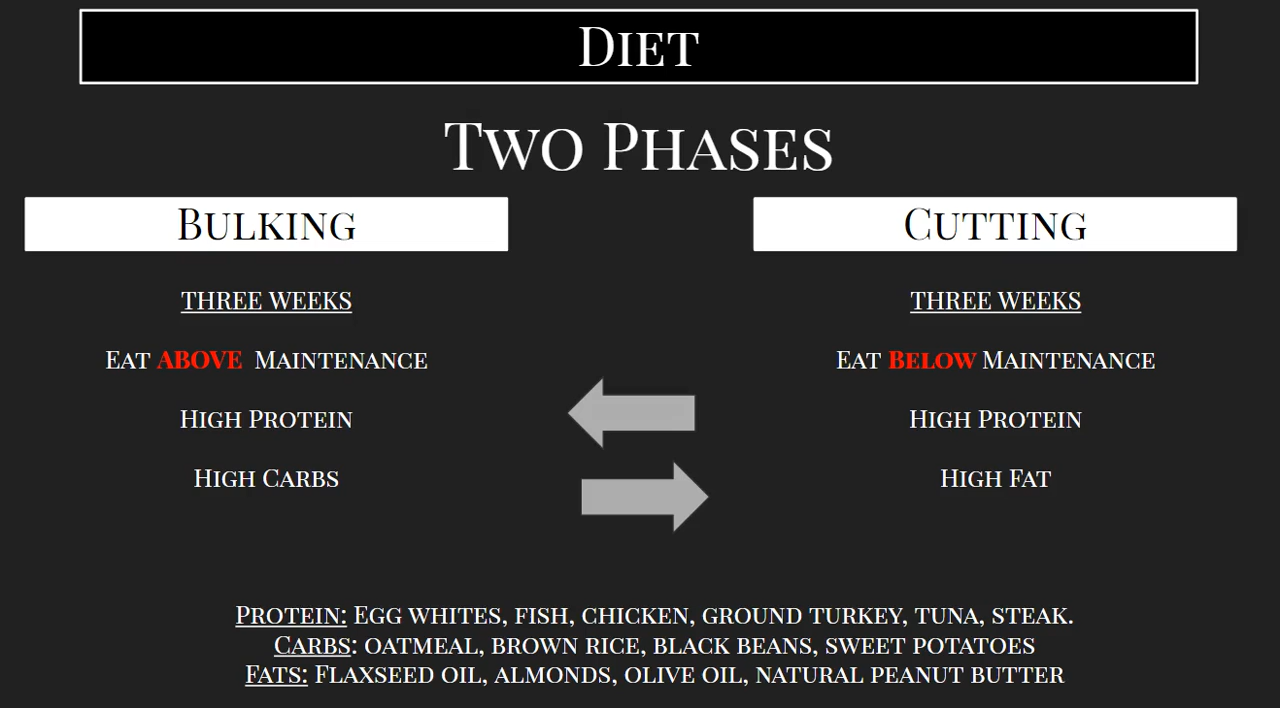 Diet
Two Phases
Bulking
Cutting
THREE WEEKS
THREE WEEKS
Eat ABOVE Maintenance
Eat Below Maintenance
High Protein
High Protein
High Carbs
High Fat
Protein: Egg whites, fish, chicken, ground turkey, tuna, steak.
Carbs: oatmeal, brown rice, black beans, sweet potatoes
Fats: Flaxseed oil, almonds, olive oil, natural peanut butter